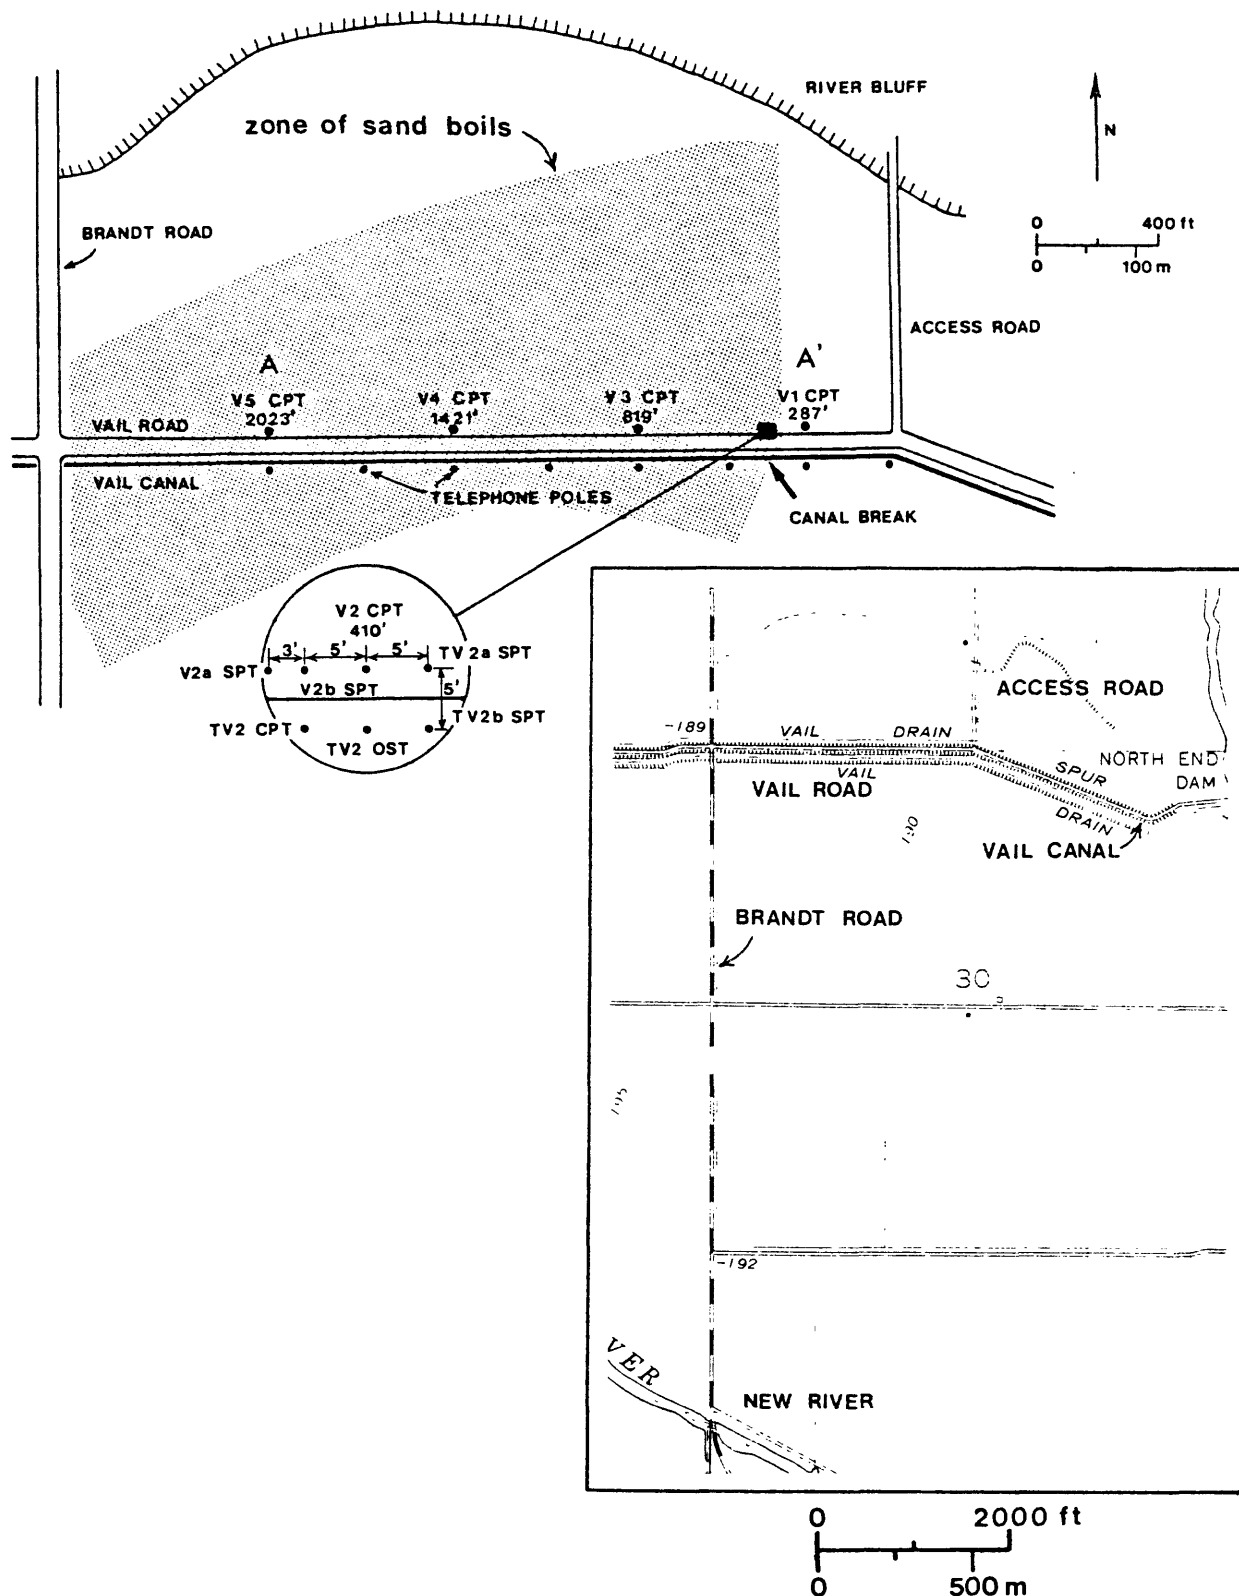 RIVER BLUFF
zone of sand boils
N
0 400 ft
0 100 m
BRANDT ROAD
ACCESS ROAD
A
A'
V5 CPT
2023'
V4 CPT
1421'
V3 CPT
819'
V1 CPT
287'
VAIL ROAD
VAIL CANAL
TELEPHONE POLES
CANAL BREAK
V2 CPT
410'
3' 5' 5'
TV2a SPT
V2a SPT
V2b SPT
5'
TV2b SPT
TV2 CPT
TV2 OST
ACCESS ROAD
-189
VAIL DRAIN
NORTH END
DAM
SPUR
VAIL
VAIL ROAD
DRAIN
190
VAIL CANAL
BRANDT ROAD
30
195
-192
VER
NEW RIVER
0 2000 ft
0 500 m